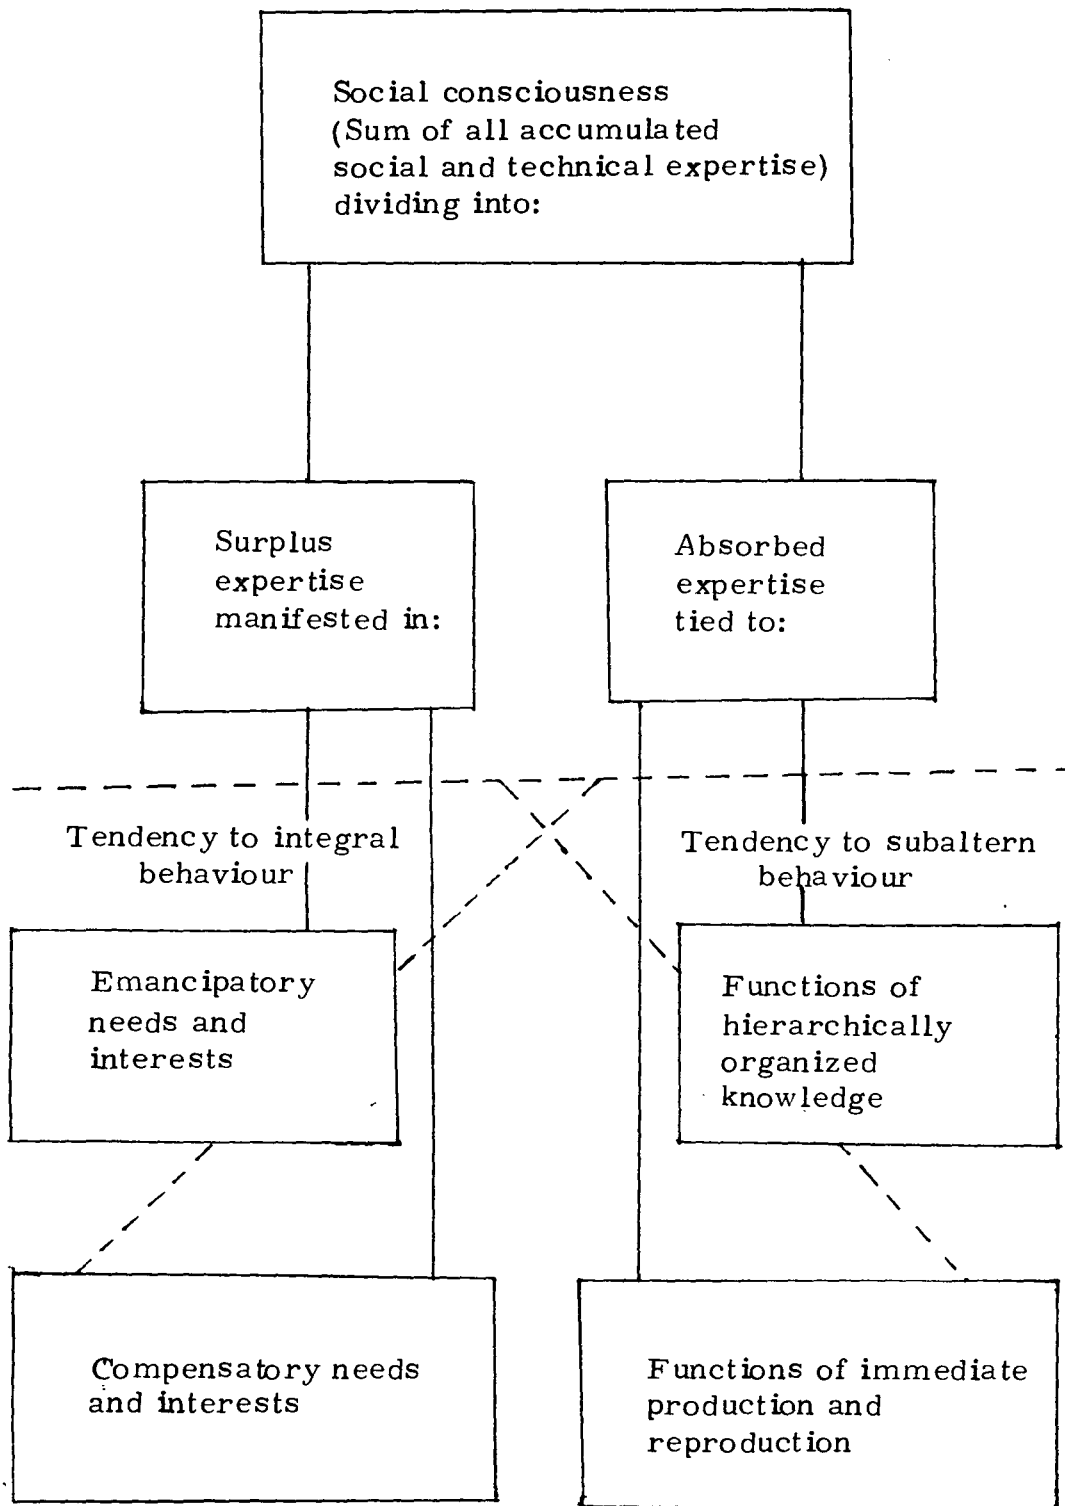 Social consciousness
(Sum of all accumulated
social and technical expertise)
dividing into:
Surplus
expertise
manifested in:
Absorbed
expertise
tied to:
Tendency to integral
behaviour
Tendency to subaltern
behaviour
Emancipatory
needs and
interests
Functions of
hierarchically
organized
knowledge
Compensatory needs
and interests
Functions of immediate
production and
reproduction